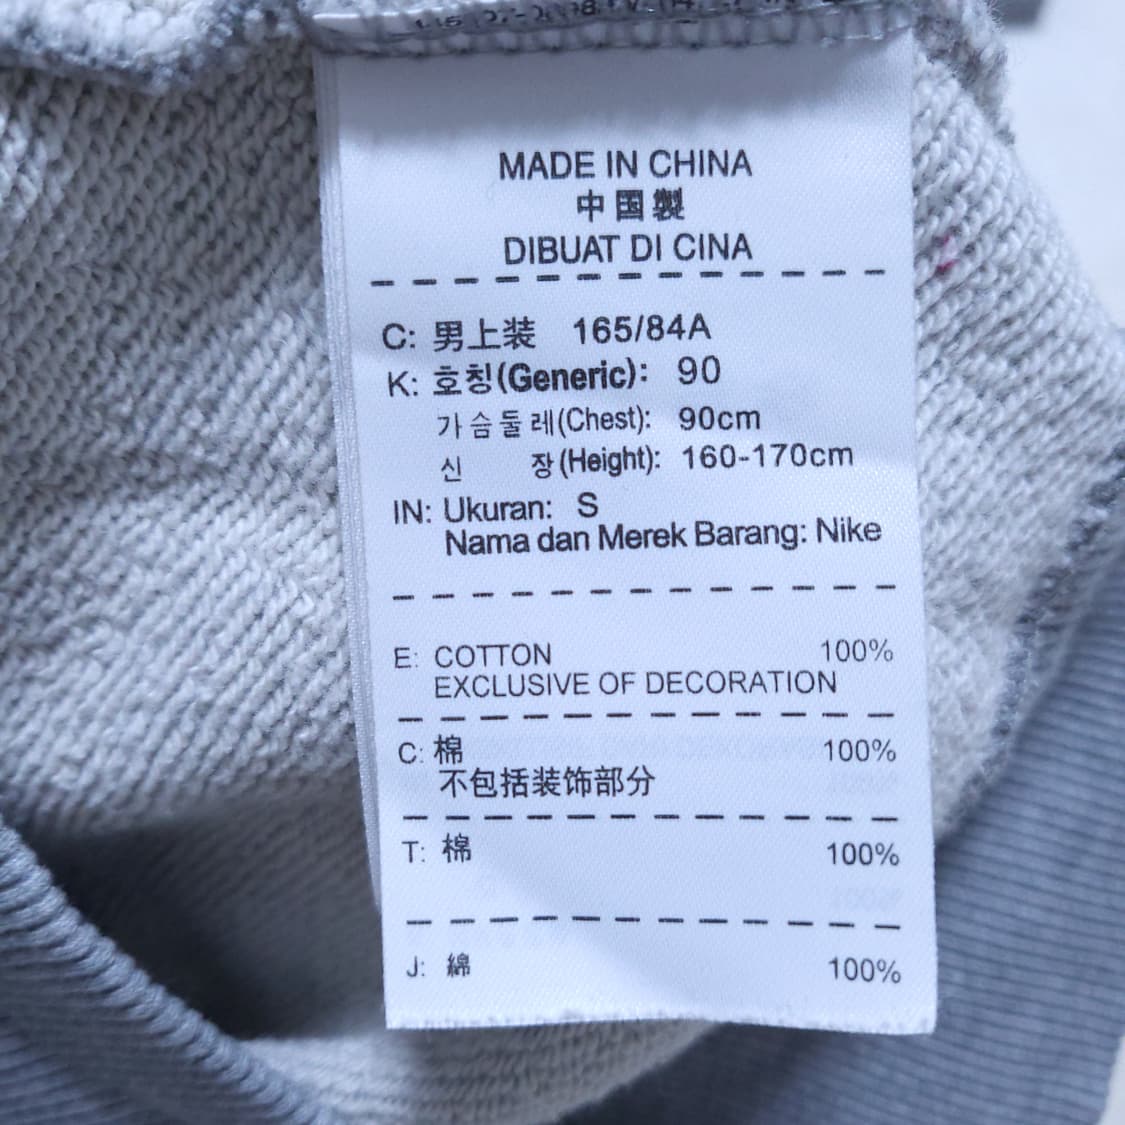 MADE IN CHINA
中国製
DIBUAT DI CINA
C: 男上装 165/84A
K: 호칭(Generic): 90
가슴둘레(Chest): 90cm
신 장(Height): 160-170cm
IN: Ukuran: S
Nama dan Merek Barang: Nike
E: COTTON 100%
EXCLUSIVE OF DECORATION
C: 棉 100%
不包括装饰部分
T: 棉 100%
J: 綿 100%